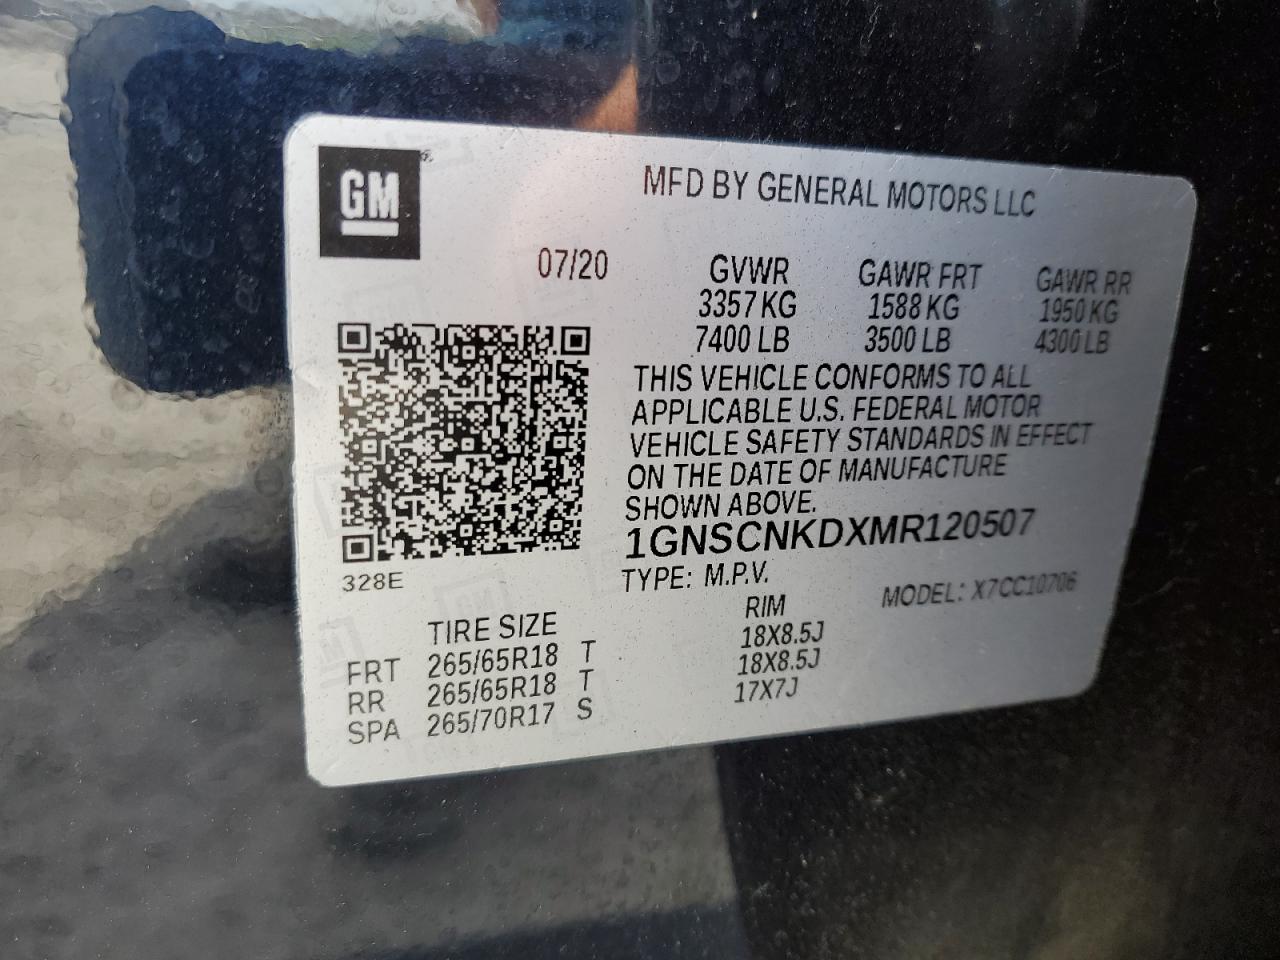 GM
MFD BY GENERAL MOTORS LLC
07/20
GVWR GAWR FRT GAWR RR
3357 KG 1588 KG 1950 KG
7400 LB 3500 LB 4300 LB
THIS VEHICLE CONFORMS TO ALL
APPLICABLE U.S. FEDERAL MOTOR
VEHICLE SAFETY STANDARDS IN EFFECT
ON THE DATE OF MANUFACTURE
SHOWN ABOVE.
1GNSCNKDXMR120507
328E
TYPE: M.P.V. MODEL: X7CC10706
TIRE SIZE RIM
FRT 265/65R18 T 18X8.5J
RR 265/65R18 T 18X8.5J
SPA 265/70R17 S 17X7J